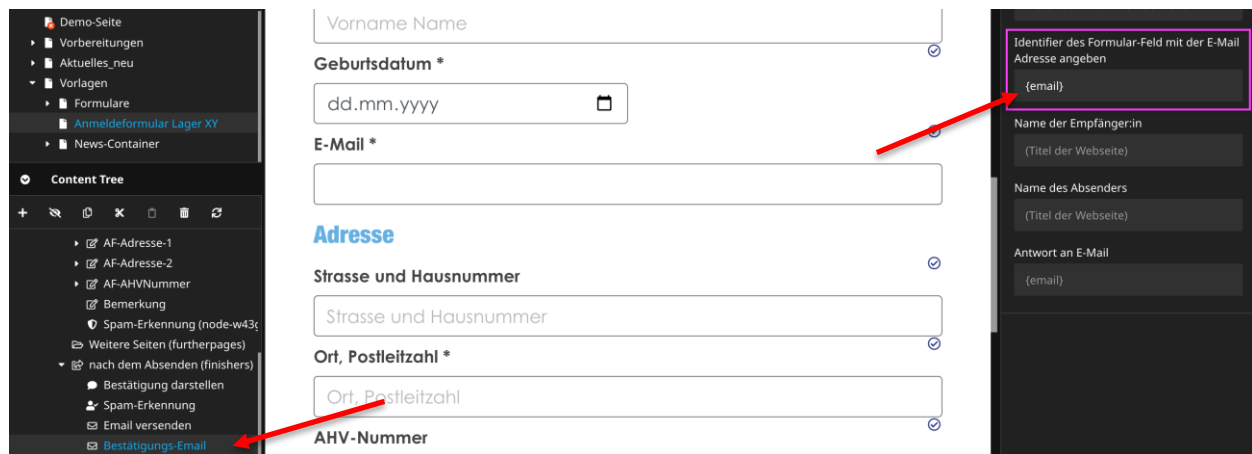 Demo-Seite
Vorbereitungen
Aktuelles_neu
Vorlagen
Formulare
Anmeldeformular Lager XY
News-Container
Content Tree
AF-Adresse-1
AF-Adresse-2
AF-AHVNummer
Bemerkung
Spam-Erkennung (node-w43g
Weitere Seiten (furtherpages)
nach dem Absenden (finishers)
Bestätigung darstellen
Spam-Erkennung
Email versenden
Bestätigungs-Email
Vorname Name
Geburtsdatum *
dd.mm.yyyy
E-Mail *
Adresse
Strasse und Hausnummer
Strasse und Hausnummer
Ort, Postleitzahl *
Ort, Postleitzahl
AHV-Nummer
Identifier des Formular-Feld mit der E-Mail
Adresse angeben
{email}
Name der Empfänger:in
(Titel der Webseite)
Name des Absenders
(Titel der Webseite)
Antwort an E-Mail
{email}